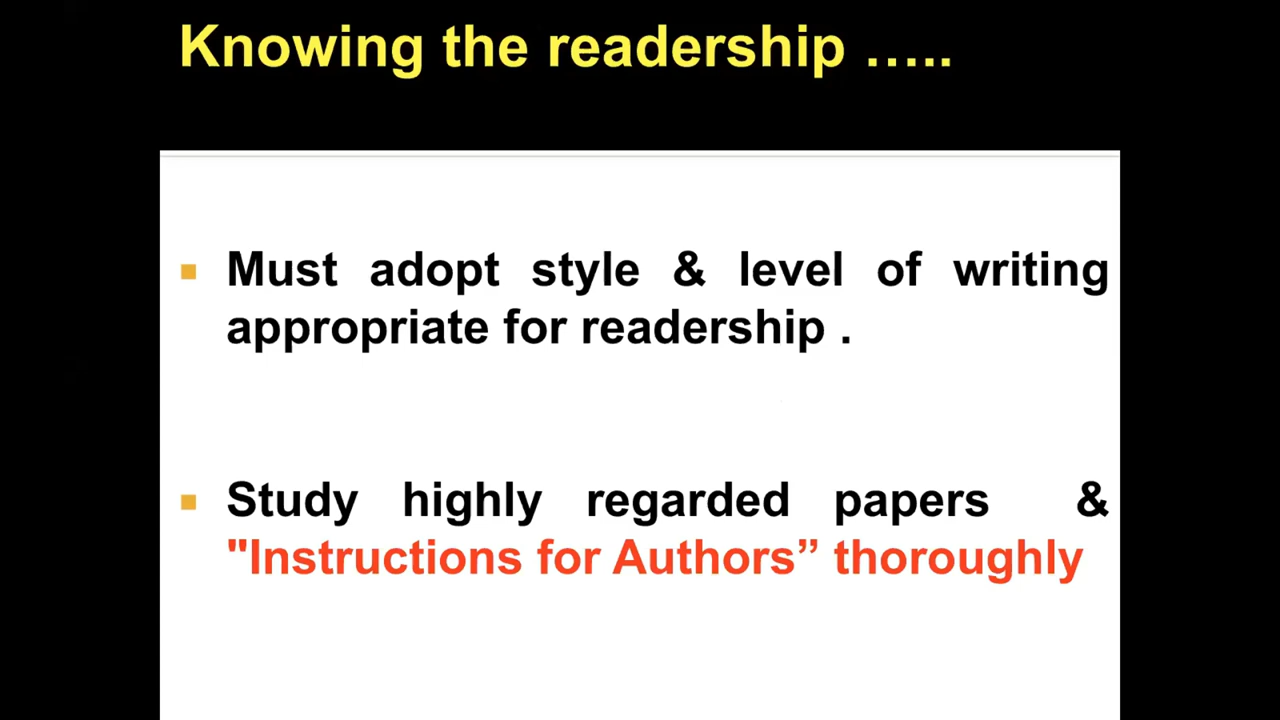 Knowing the readership …..
Must adopt style & level of writing
appropriate for readership .
Study highly regarded papers &
"Instructions for Authors” thoroughly